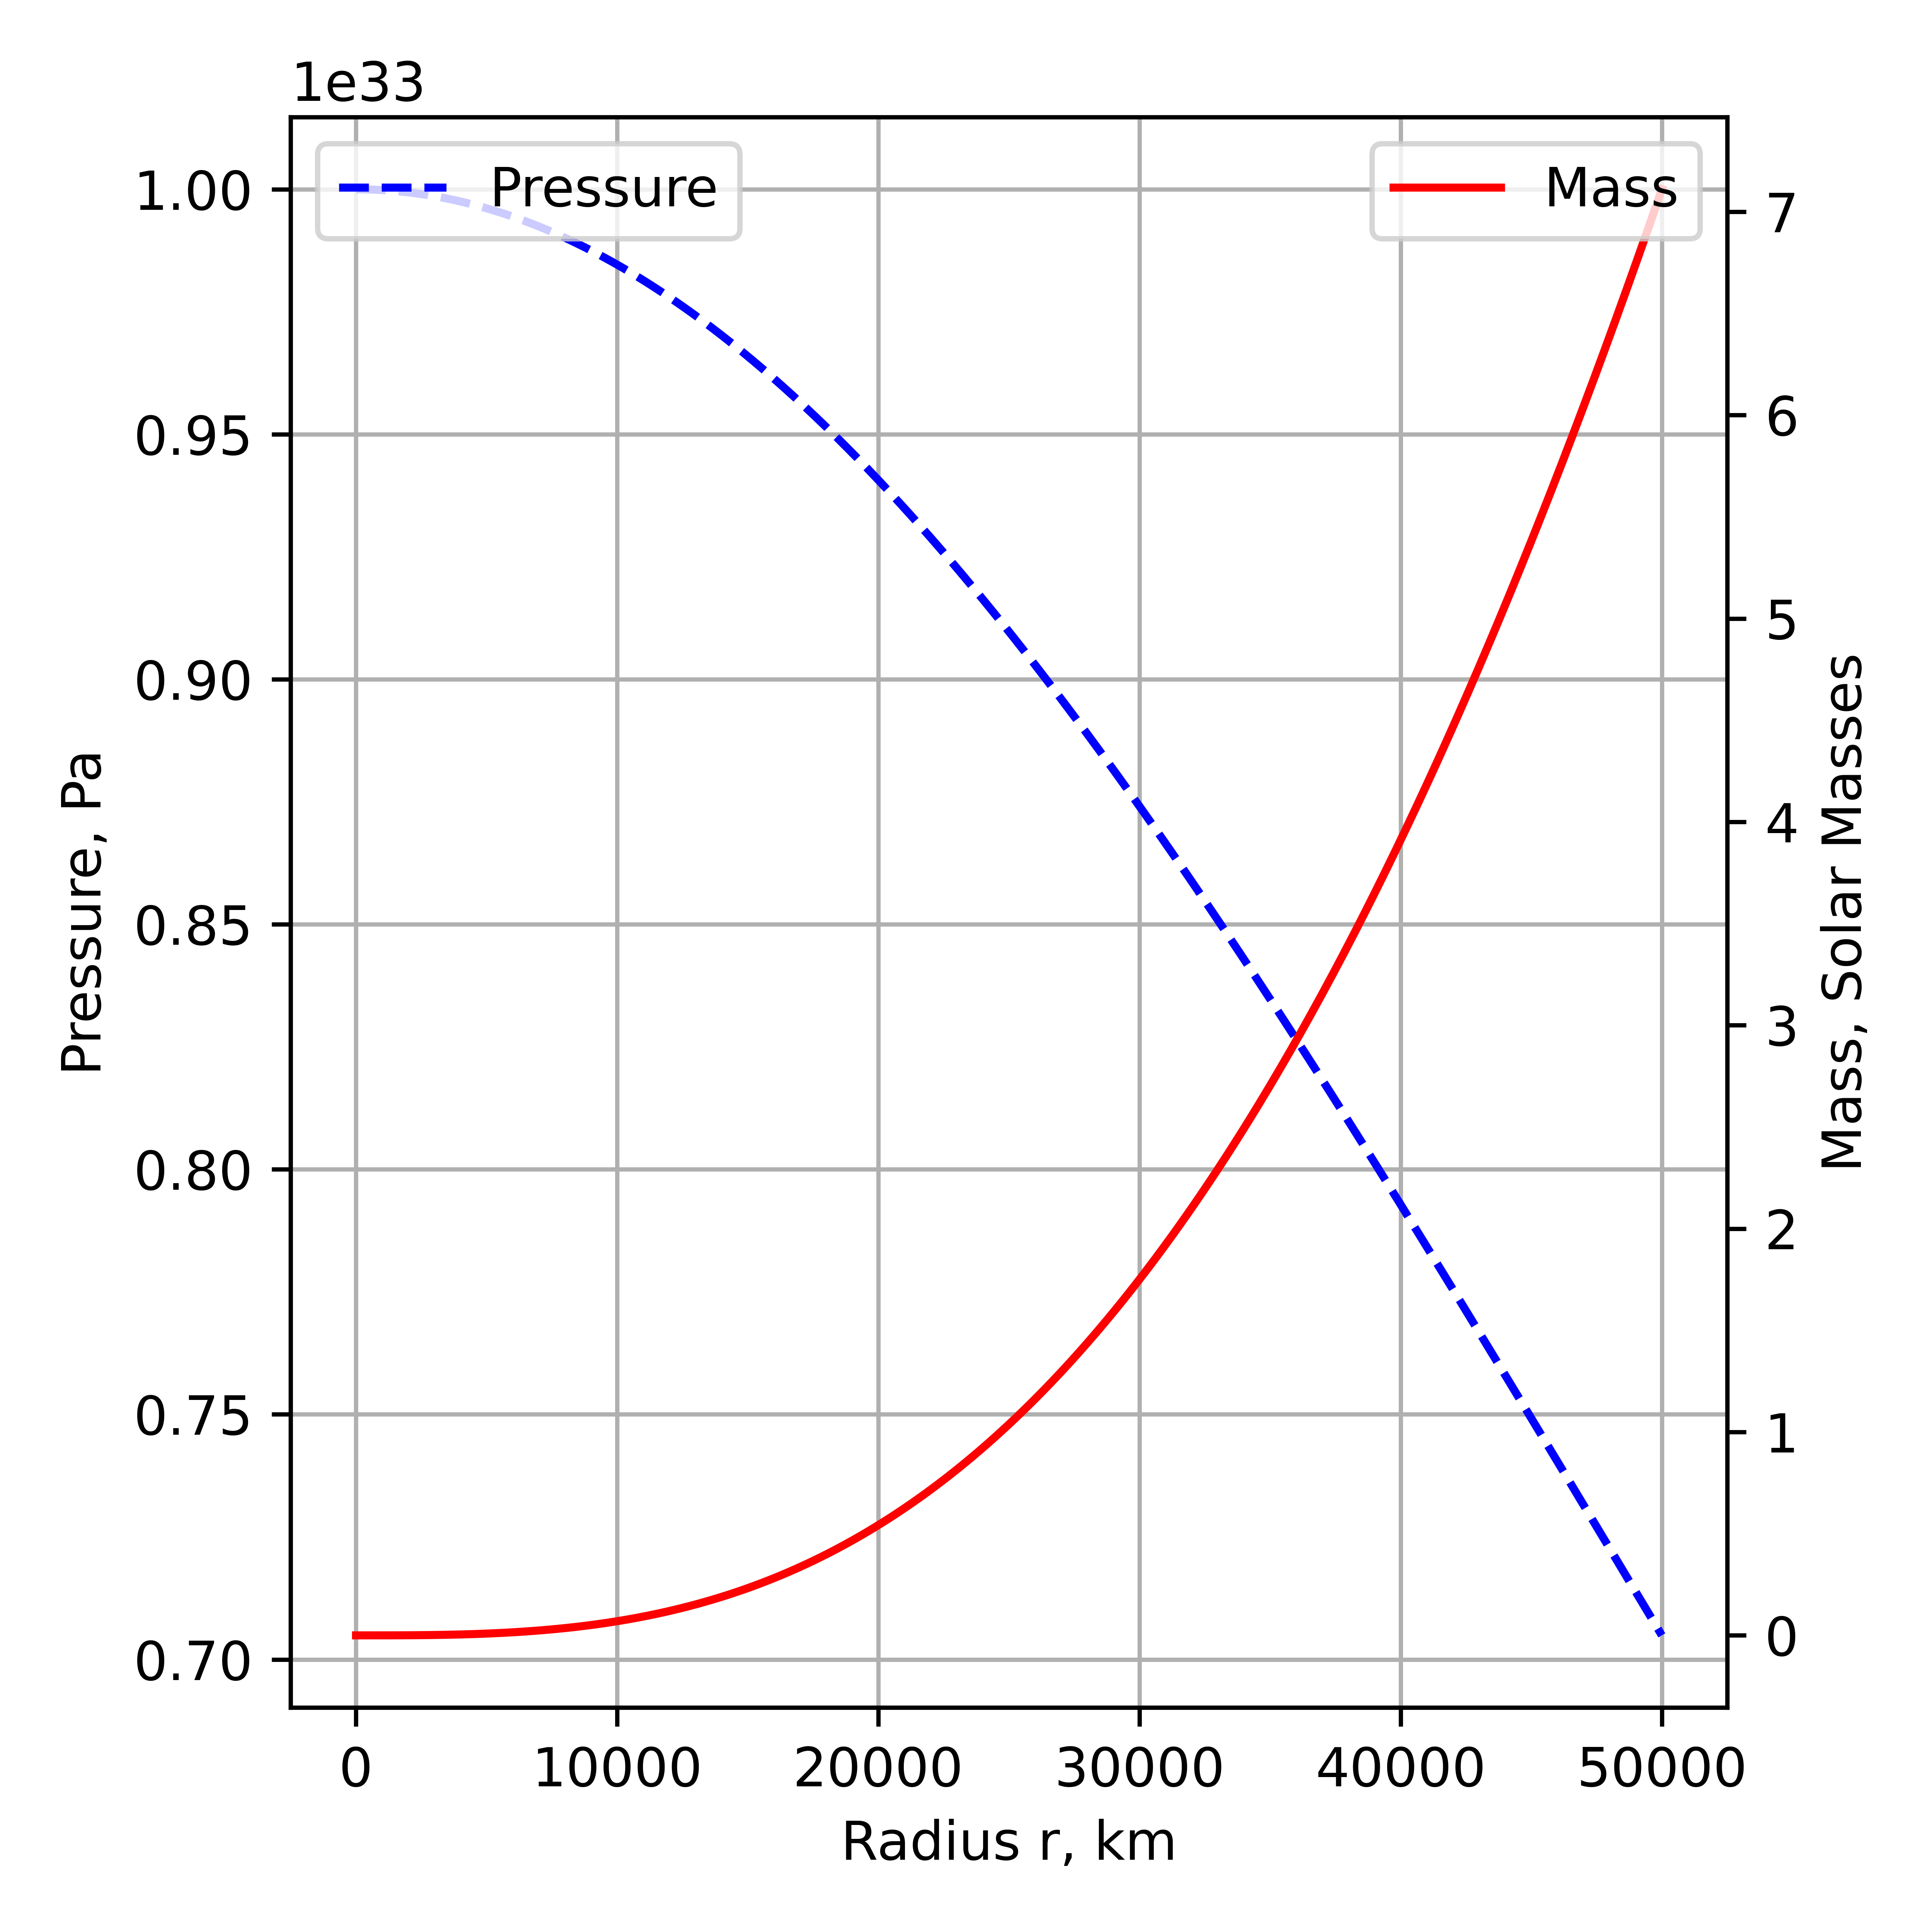 1e33
Pressure
Mass
1.00
0.95
0.90
0.85
0.80
0.75
0.70
Pressure, Pa
7
6
5
4
3
2
1
0
Mass, Solar Masses
0 10000 20000 30000 40000 50000
Radius r, km